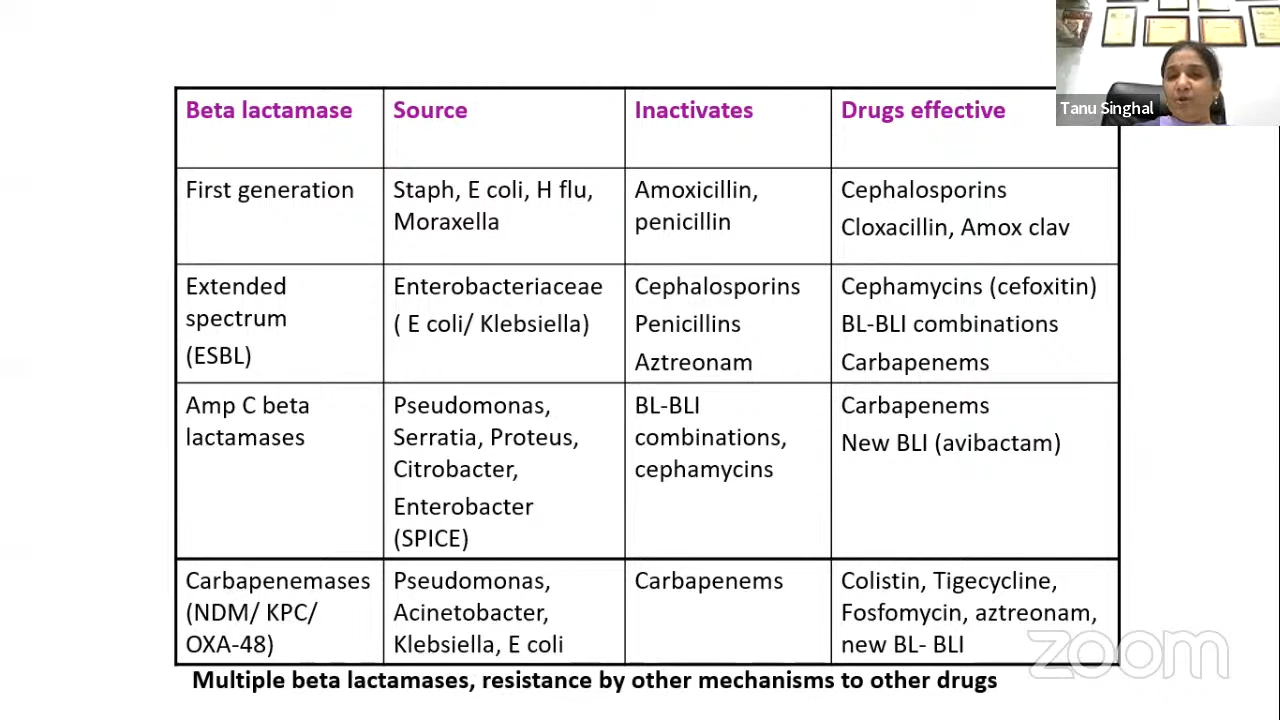 Tanu Singhal
Beta lactamase
Source
Inactivates
Drugs effective
First generation
Staph, E coli, H flu,
Moraxella
Amoxicillin,
penicillin
Cephalosporins
Cloxacillin, Amox clav
Extended
spectrum
(ESBL)
Enterobacteriaceae
( E coli/ Klebsiella)
Cephalosporins
Penicillins
Aztreonam
Cephamycins (cefoxitin)
BL-BLI combinations
Carbapenems
Amp C beta
lactamases
Pseudomonas,
Serratia, Proteus,
Citrobacter,
Enterobacter
(SPICE)
BL-BLI
combinations,
cephamycins
Carbapenems
New BLI (avibactam)
Carbapenemases
(NDM/ KPC/
OXA-48)
Pseudomonas,
Acinetobacter,
Klebsiella, E coli
Carbapenems
Colistin, Tigecycline,
Fosfomycin, aztreonam,
new BL- BLI
Multiple beta lactamases, resistance by other mechanisms to other drugs
zoom